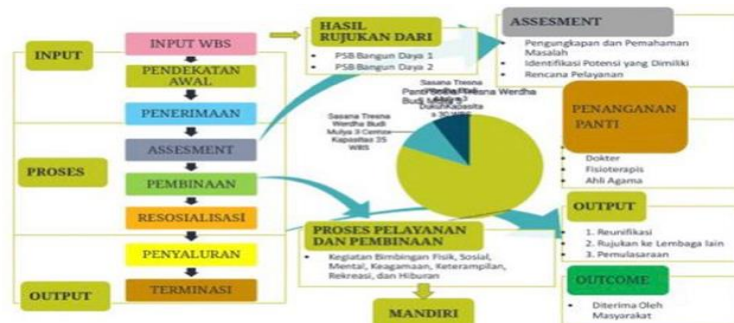 INPUT
PROSES
OUTPUT
INPUT WBS
PENDEKATAN
AWAL
PENERIMAAN
ASSESMENT
PEMBINAAN
RESOSIALISASI
PENYALURAN
TERMINASI
HASIL
RUJUKAN DARI
• PSB Bangun Daya 1
• PSB Bangun Daya 2
Sasana Tresna
Werdha Budi
Mulya 3 Centex
Kapasitas 25
WBS
PROSES PELAYANAN
DAN PEMBINAAN
• Kegiatan Bimbingan Fisik, Sosial,
Mental, Keagamaan, Keterampilan,
Rekreasi, dan Hiburan
MANDIRI
ASSESMENT
• Pengungkapan dan Pemahaman
Masalah
• Identifikasi Potensi yang Dimiliki
• Rencana Pelayanan
PENANGANAN
PANTI
• Dokter
• Fisioterapis
• Ahli Agama
OUTPUT
• 1. Reunifikasi
• 2. Rujukan ke Lembaga lain
• 3. Pemulasaraan
OUTCOME
• Diterima Oleh
Masyarakat